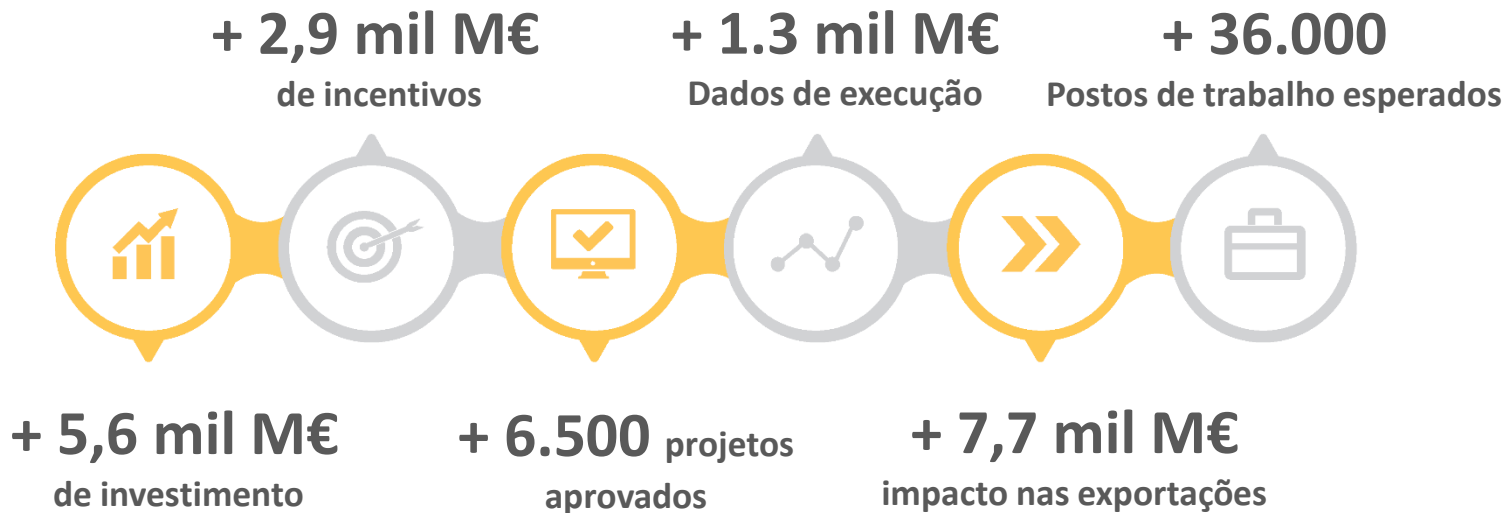 + 2,9 mil M€
de incentivos
+ 1.3 mil M€
Dados de execução
+ 36.000
Postos de trabalho esperados
+ 5,6 mil M€
de investimento
+ 6.500 projetos
aprovados
+ 7,7 mil M€
impacto nas exportações